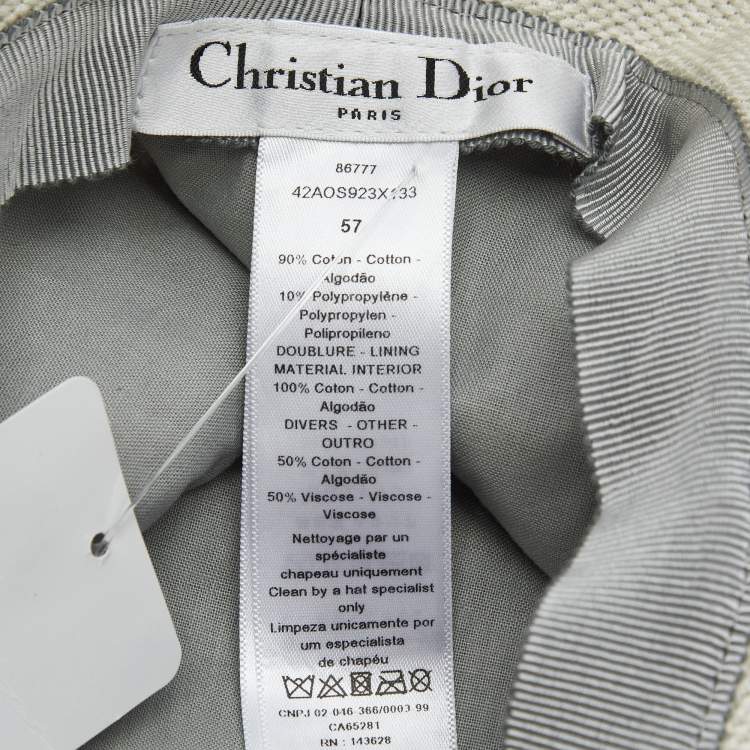 Christian Dior
PARIS
86777
42AOS923X133
57
90% Coton - Cotton -
Algodão
10% Polypropylène -
Polypropylen -
Polipropileno
DOUBLURE - LINING
MATERIAL INTERIOR
100% Coton - Cotton -
Algodão
DIVERS - OTHER -
OUTRO
50% Coton - Cotton -
Algodão
50% Viscose - Viscose -
Viscose
Nettoyage par un
spécialiste
chapeau uniquement
Clean by a hat specialist
only
Limpeza unicamente por
um especialista
de chapéu
CNPJ 02 046 366/0003 99
CA65281
RN : 143628